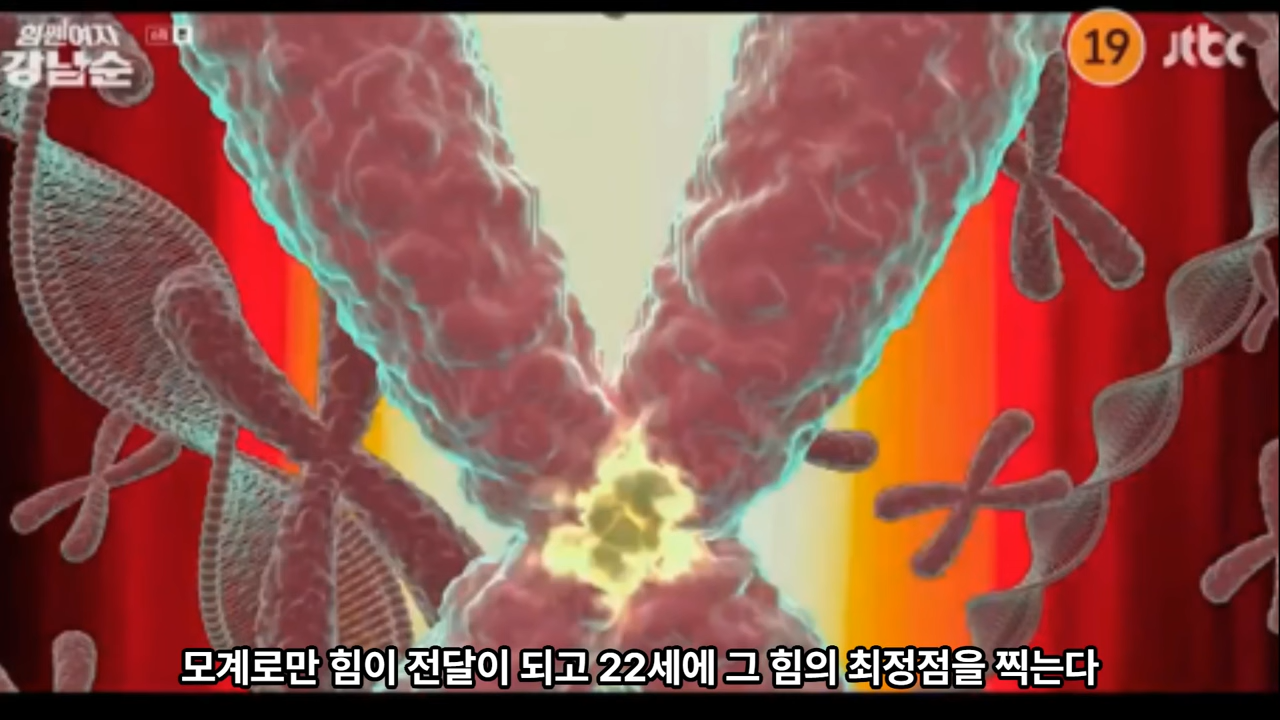 힘쎈여자
강남순
19
jtbc
모계로만 힘이 전달이 되고 22세에 그 힘의 최정점을 찍는다